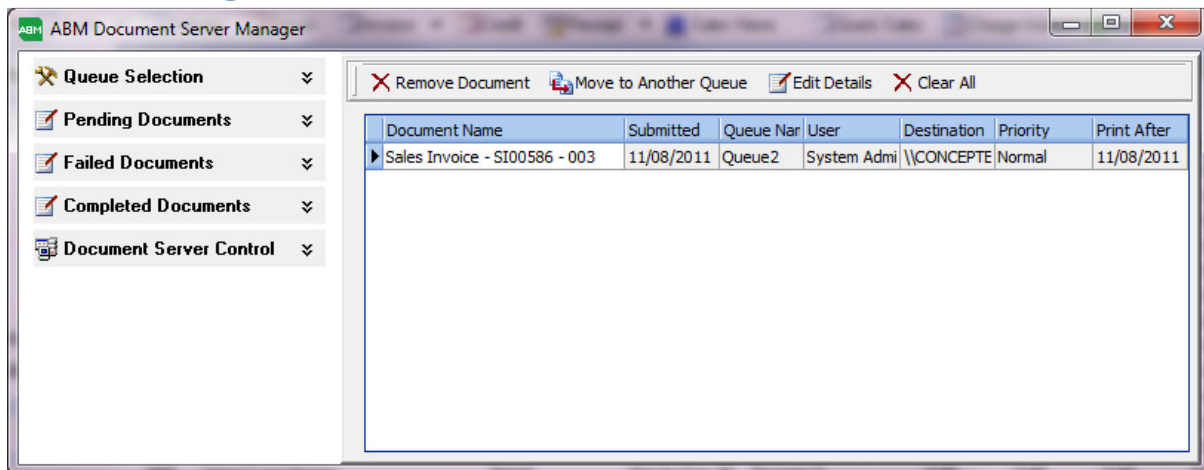 ABM ABM Document Server Manager
Queue Selection
Pending Documents
Failed Documents
Completed Documents
Document Server Control
Remove Document Move to Another Queue Edit Details Clear All
Document Name Submitted Queue Nar User Destination Priority Print After
Sales Invoice - SI00586 - 003 11/08/2011 Queue2 System Admi \\CONCEPTE Normal 11/08/2011